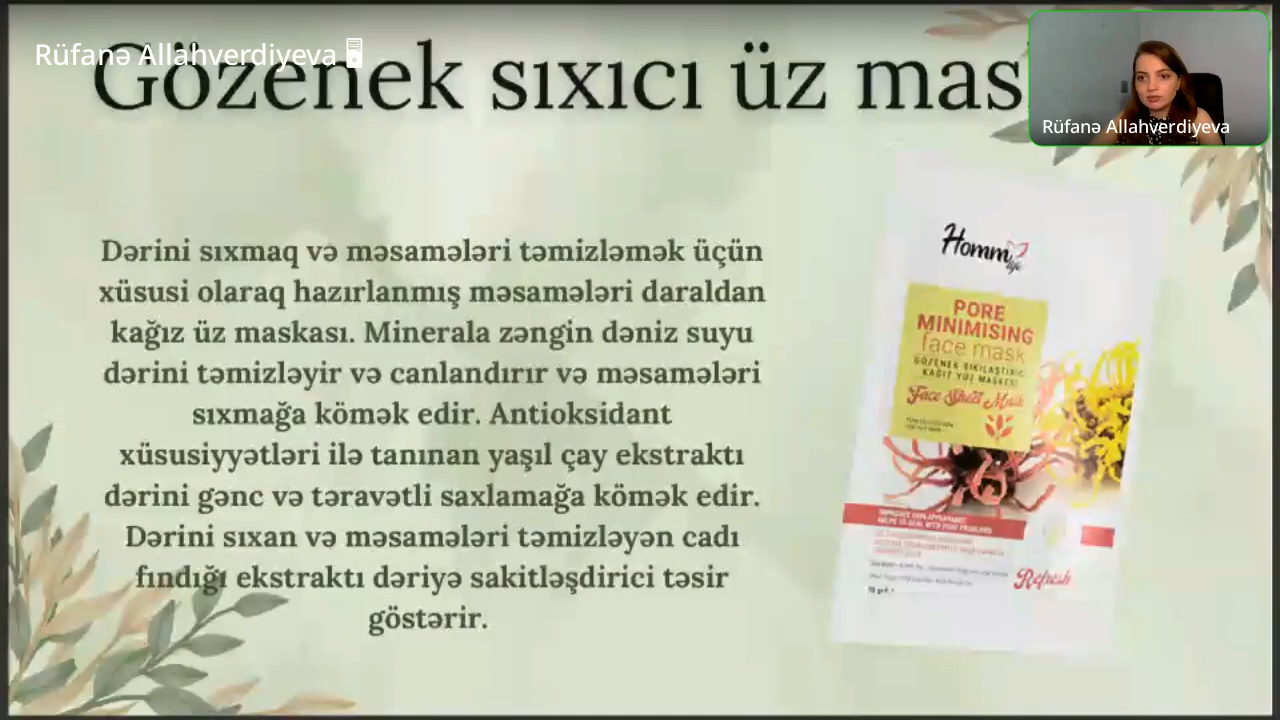 Rüfanə Allahverdiyeva
Gözenek sıxıcı üz mas
Rüfanə Allahverdiyeva
Dərini sıxmaq və məsamələri təmizləmək üçün
xüsusi olaraq hazırlanmış məsamələri daraldan
kağız üz maskası. Minerala zəngin dəniz suyu
dərini təmizləyir və canlandırır və məsamələri
sıxmağa kömək edir. Antioksidant
xüsusiyyətləri ilə tanınan yaşıl çay ekstraktı
dərini gənc və təravətli saxlamağa kömək edir.
Dərini sıxan və məsamələri təmizləyən cadı
fındığı ekstraktı dəriyə sakitləşdirici təsir
göstərir.
Homm life
PORE
MINIMISING
face mask
GÖZENEK SIKILAŞTIRICI
KAĞIT YÜZ MASKESİ
Face Sheet Mask
Refresh